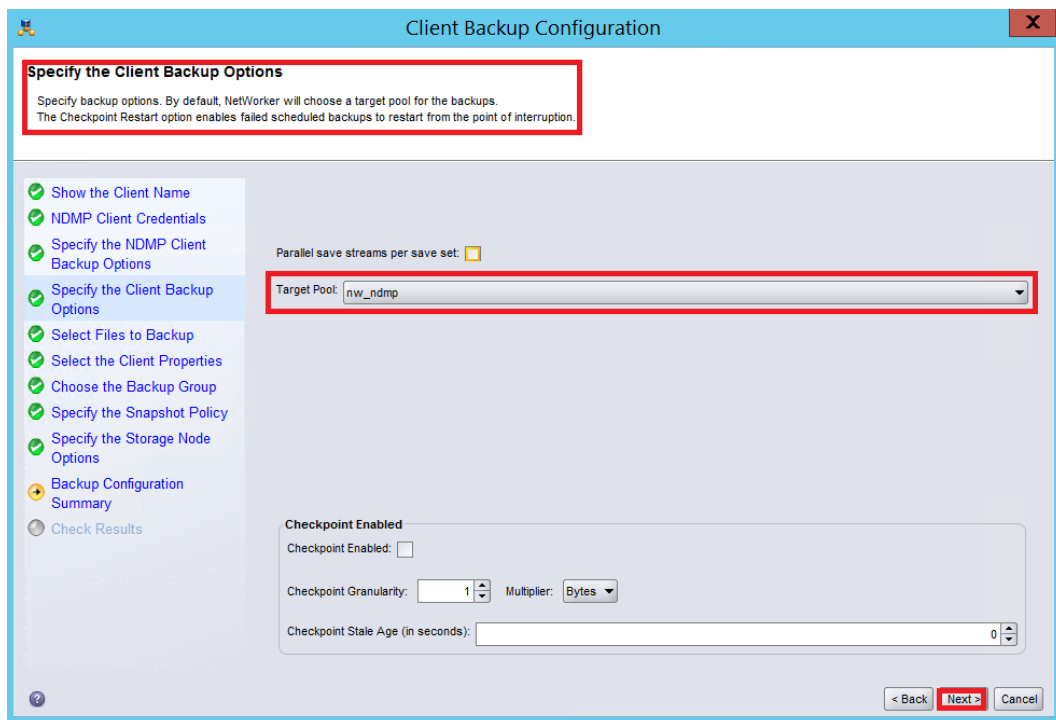 Client Backup Configuration
X
Specify the Client Backup Options
Specify backup options. By default, NetWorker will choose a target pool for the backups.
The Checkpoint Restart option enables failed scheduled backups to restart from the point of interruption.
Show the Client Name
NDMP Client Credentials
Specify the NDMP Client
Backup Options
Specify the Client Backup
Options
Select Files to Backup
Select the Client Properties
Choose the Backup Group
Specify the Snapshot Policy
Specify the Storage Node
Options
Backup Configuration
Summary
Check Results
Parallel save streams per save set:
Target Pool: nw_ndmp
Checkpoint Enabled
Checkpoint Enabled:
Checkpoint Granularity: 1 Multiplier: Bytes
Checkpoint Stale Age (in seconds): 0
?
< Back Next > Cancel